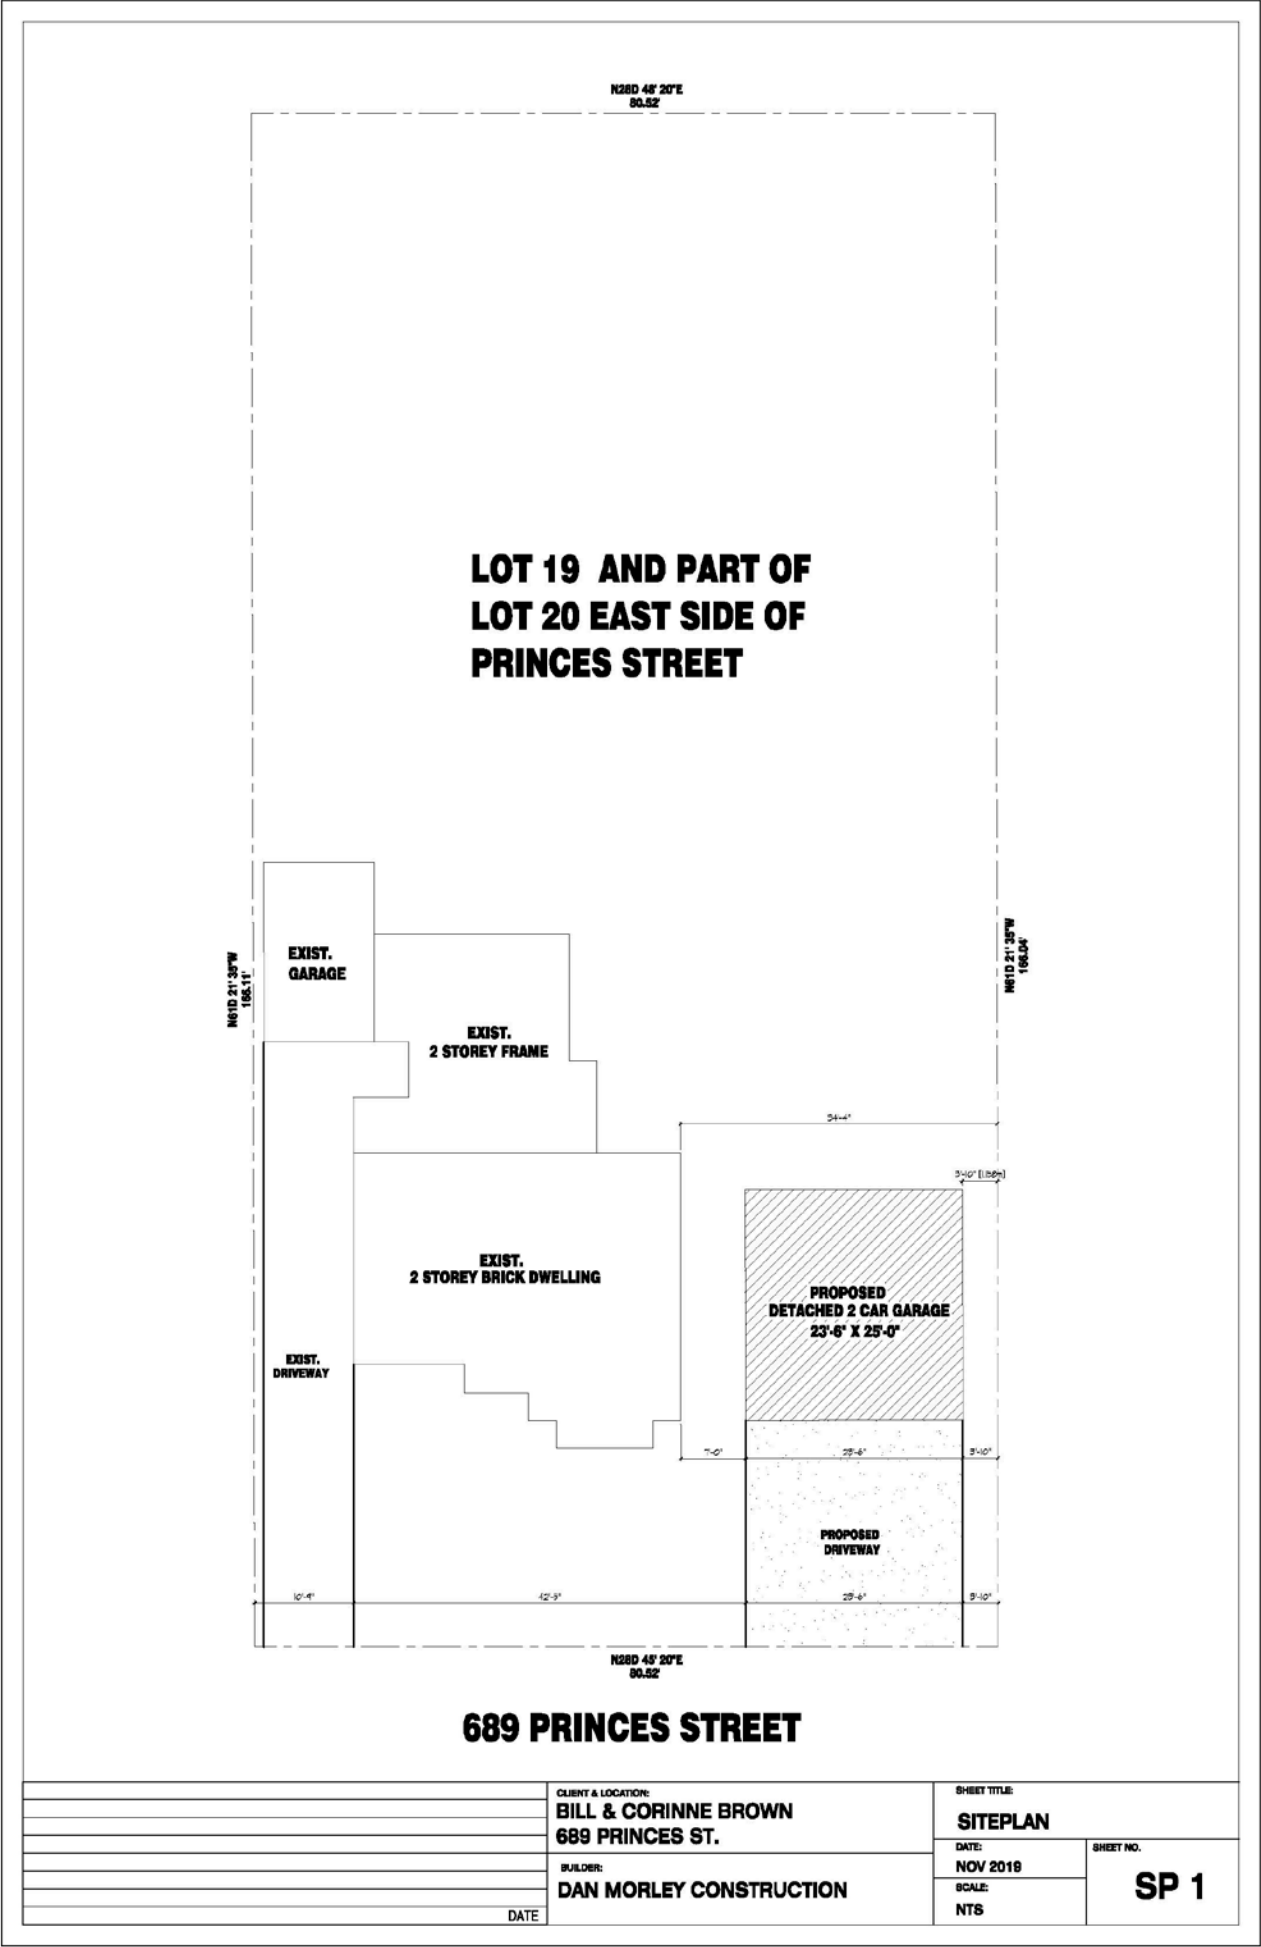 N28D 48' 20"E
80.52'
LOT 19 AND PART OF
LOT 20 EAST SIDE OF
PRINCES STREET
N61D 21' 35"W
166.11'
N61D 21' 35"W
166.04'
EXIST.
GARAGE
EXIST.
2 STOREY FRAME
34'-4"
3'-10"
EXIST.
2 STOREY BRICK DWELLING
PROPOSED
DETACHED 2 CAR GARAGE
23'-6" X 25'-0"
EXIST.
DRIVEWAY
7'-0"
23'-6"
3'-10"
PROPOSED
DRIVEWAY
10'-9"
42'-5"
23'-6"
3'-10"
N28D 45' 20"E
80.52'
689 PRINCES STREET
CLIENT & LOCATION:
BILL & CORINNE BROWN
689 PRINCES ST.
BUILDER:
DAN MORLEY CONSTRUCTION
DATE
SHEET TITLE:
SITEPLAN
DATE:
NOV 2019
SCALE:
NTS
SHEET NO.
SP 1